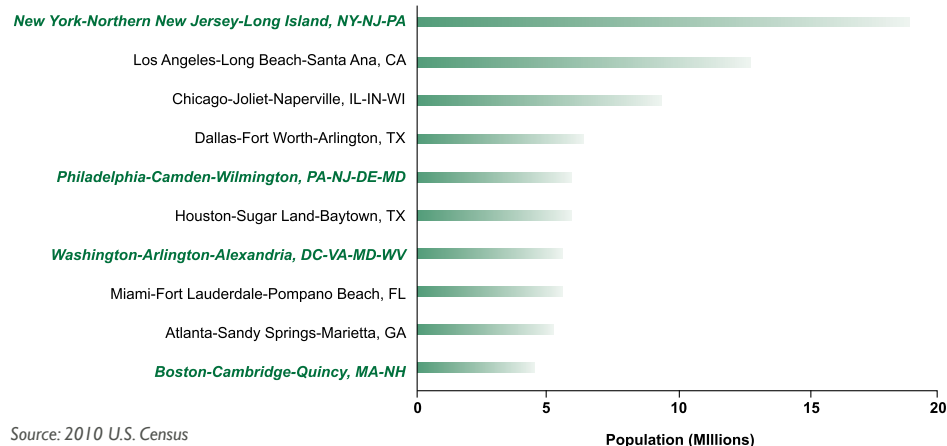 New York-Northern New Jersey-Long Island, NY-NJ-PA
Los Angeles-Long Beach-Santa Ana, CA
Chicago-Joliet-Naperville, IL-IN-WI
Dallas-Fort Worth-Arlington, TX
Philadelphia-Camden-Wilmington, PA-NJ-DE-MD
Houston-Sugar Land-Baytown, TX
Washington-Arlington-Alexandria, DC-VA-MD-WV
Miami-Fort Lauderdale-Pompano Beach, FL
Atlanta-Sandy Springs-Marietta, GA
Boston-Cambridge-Quincy, MA-NH
0 5 10 15 20
Population (MIllions)
Source: 2010 U.S. Census